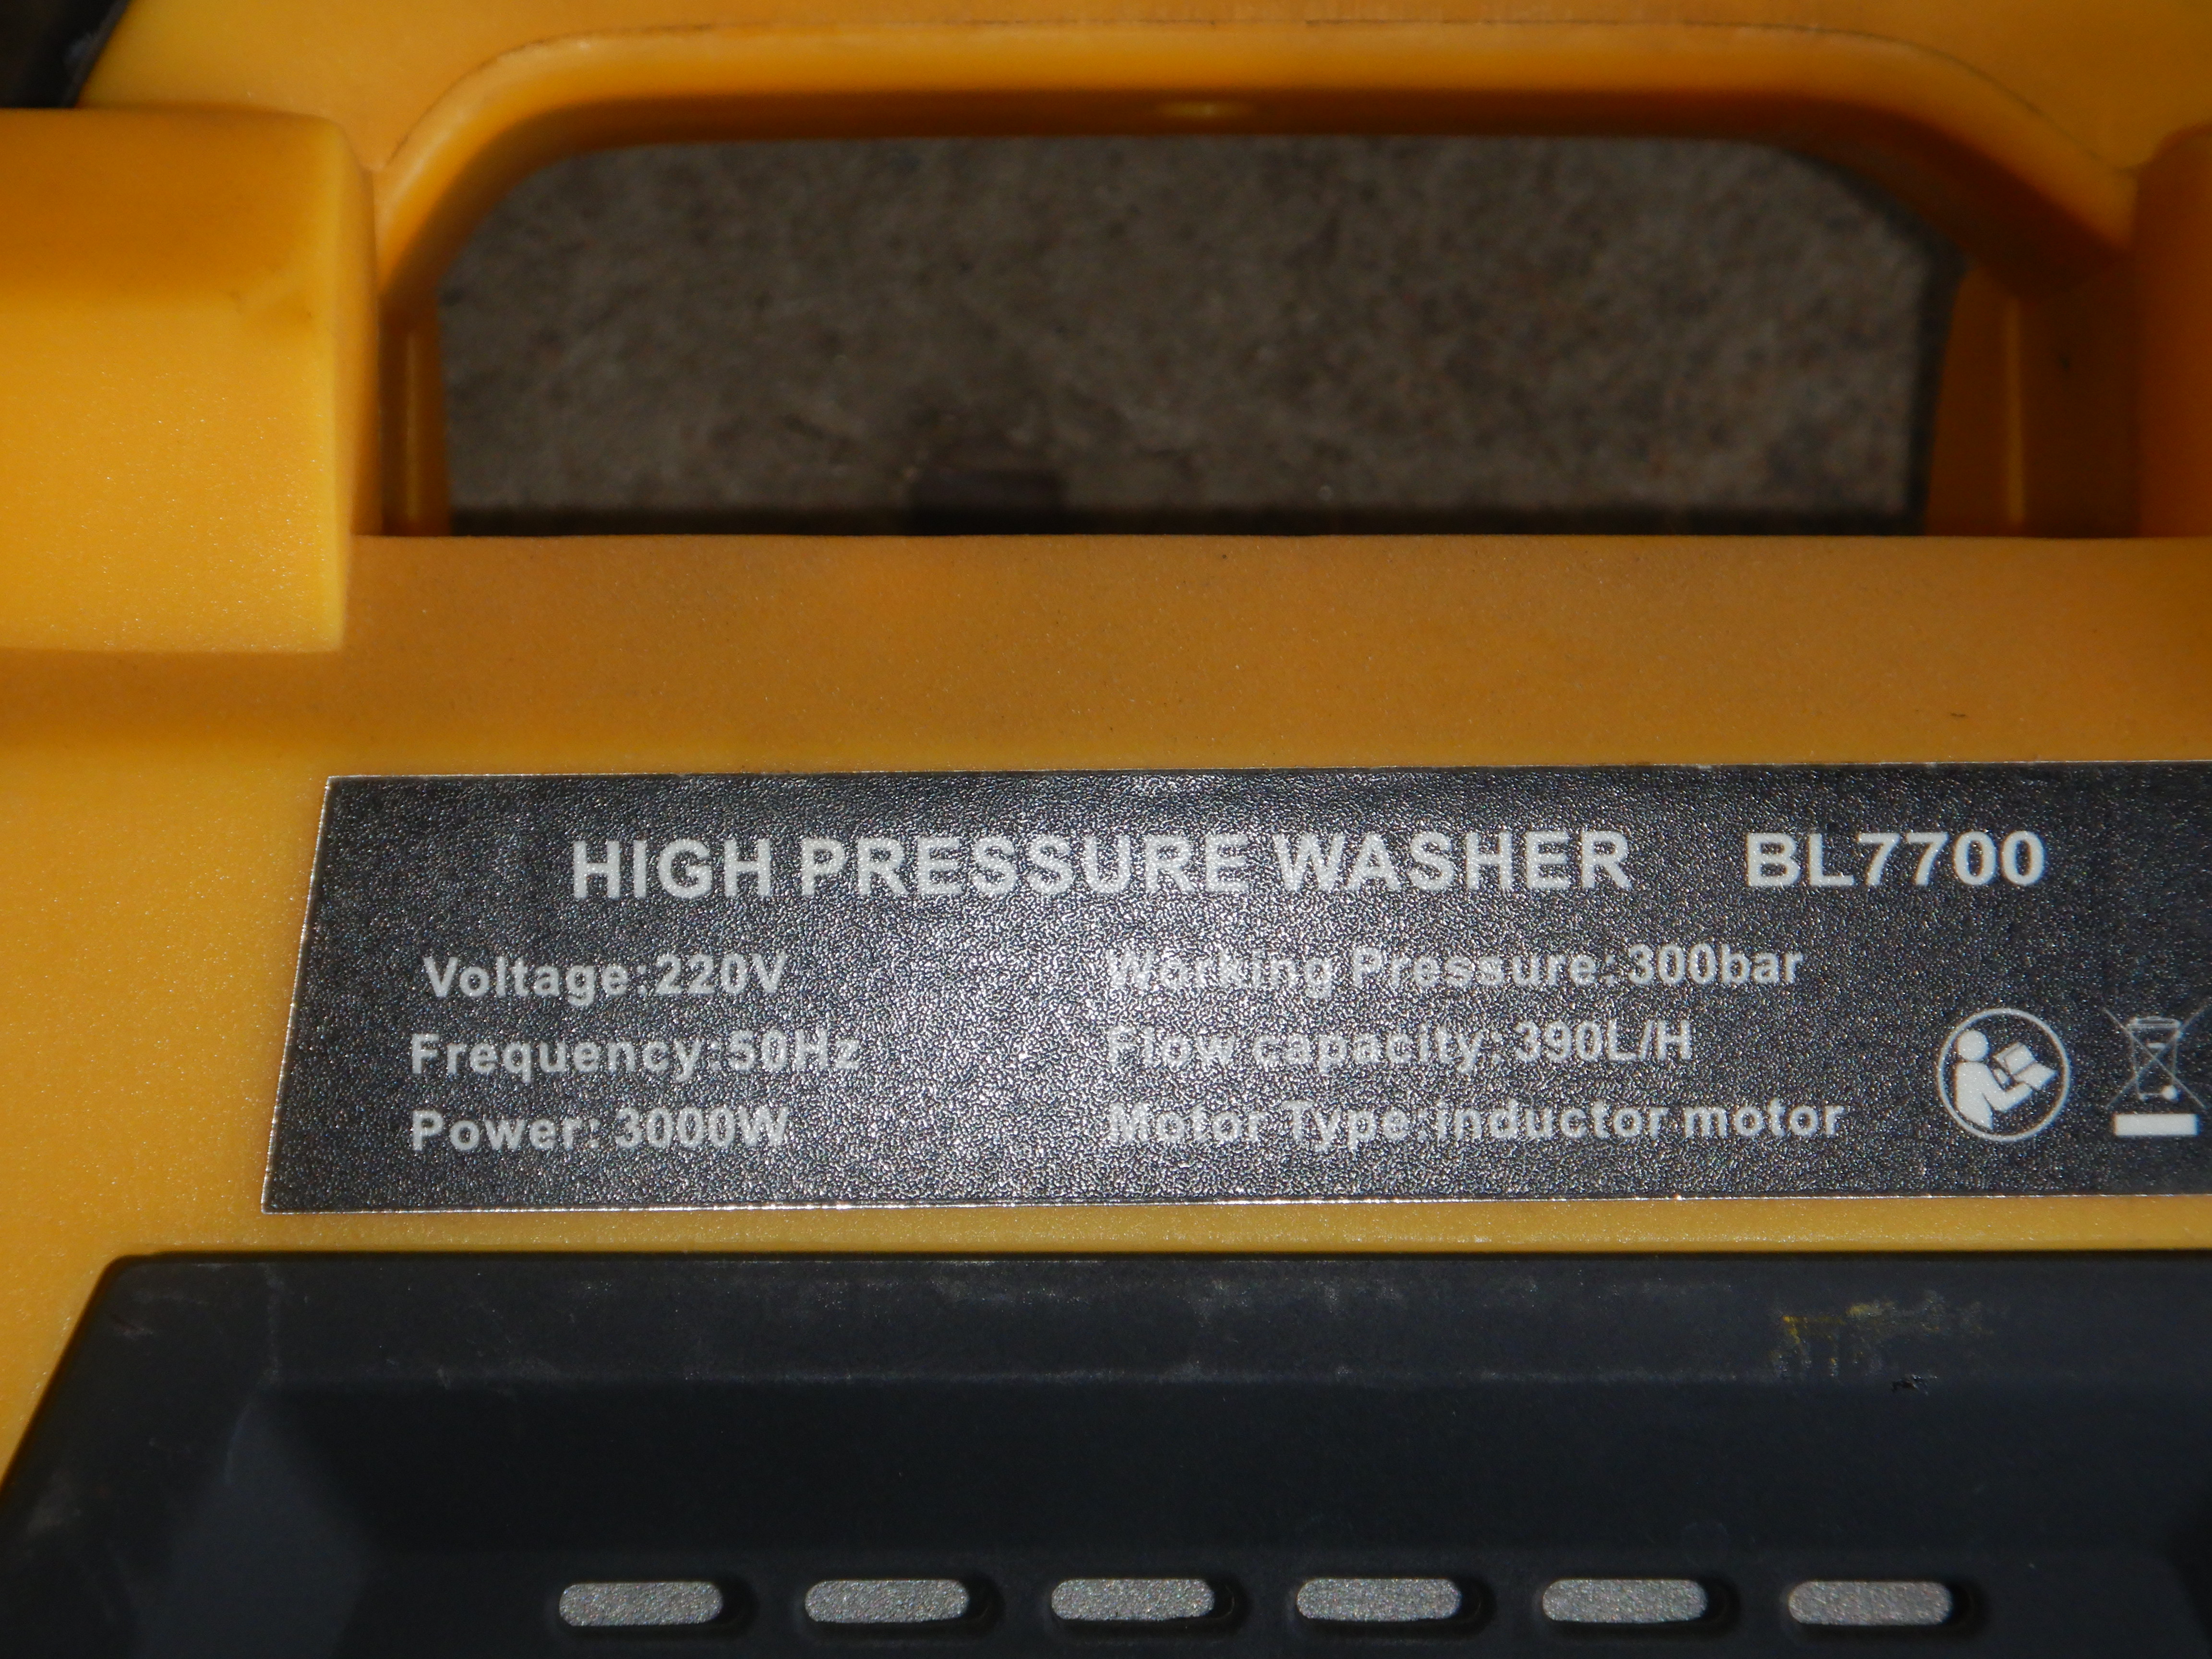 HIGH PRESSURE WASHER BL7700
Voltage:220V Working Pressure:300bar
Frequency:50Hz Flow capacity: 390L/H
Power: 3000W Motor Type:inductor motor